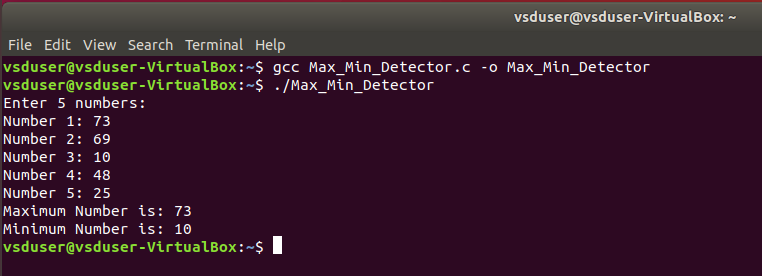 vsduser@vsduser-VirtualBox: ~
File Edit View Search Terminal Help
vsduser@vsduser-VirtualBox:~$ gcc Max_Min_Detector.c -o Max_Min_Detector
vsduser@vsduser-VirtualBox:~$ ./Max_Min_Detector
Enter 5 numbers:
Number 1: 73
Number 2: 69
Number 3: 10
Number 4: 48
Number 5: 25
Maximum Number is: 73
Minimum Number is: 10
vsduser@vsduser-VirtualBox:~$